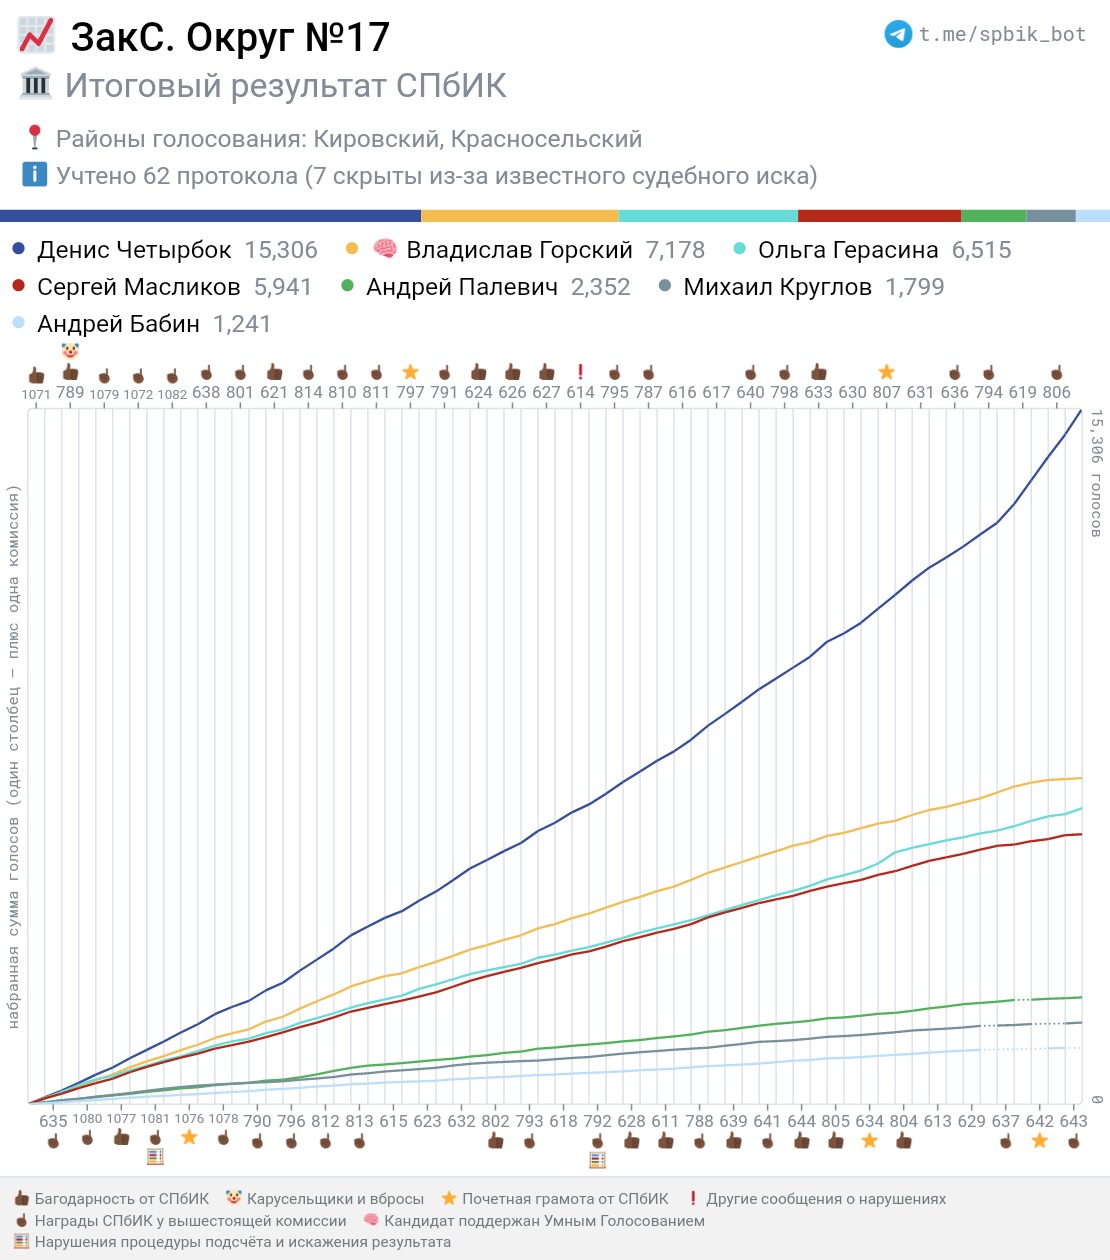 ЗакС. Округ №17
t.me/spbik_bot
Итоговый результат СПбИК
Районы голосования: Кировский, Красносельский
Учтено 62 протокола (7 скрыты из-за известного судебного иска)
Денис Четырбок 15,306 Владислав Горский 7,178 Ольга Герасина 6,515
Сергей Масликов 5,941 Андрей Палевич 2,352 Михаил Круглов 1,799
Андрей Бабин 1,241
1071 789 1079 1072 1082 638 801 621 814 810 811 797 791 624 626 627 614 795 787 616 617 640 798 633 630 807 631 636 794 619 806
15,306 голосов
набранная сумма голосов (один столбец — плюс одна комиссия)
0
635 1080 1077 1081 1076 1078 790 796 812 813 615 623 632 802 793 618 792 628 611 788 639 641 644 805 634 804 613 629 637 642 643
Багодарность от СПбИК Карусельщики и вбросы Почетная грамота от СПбИК Другие сообщения о нарушениях
Награды СПбИК у вышестоящей комиссии Кандидат поддержан Умным Голосованием
Нарушения процедуры подсчёта и искажения результата